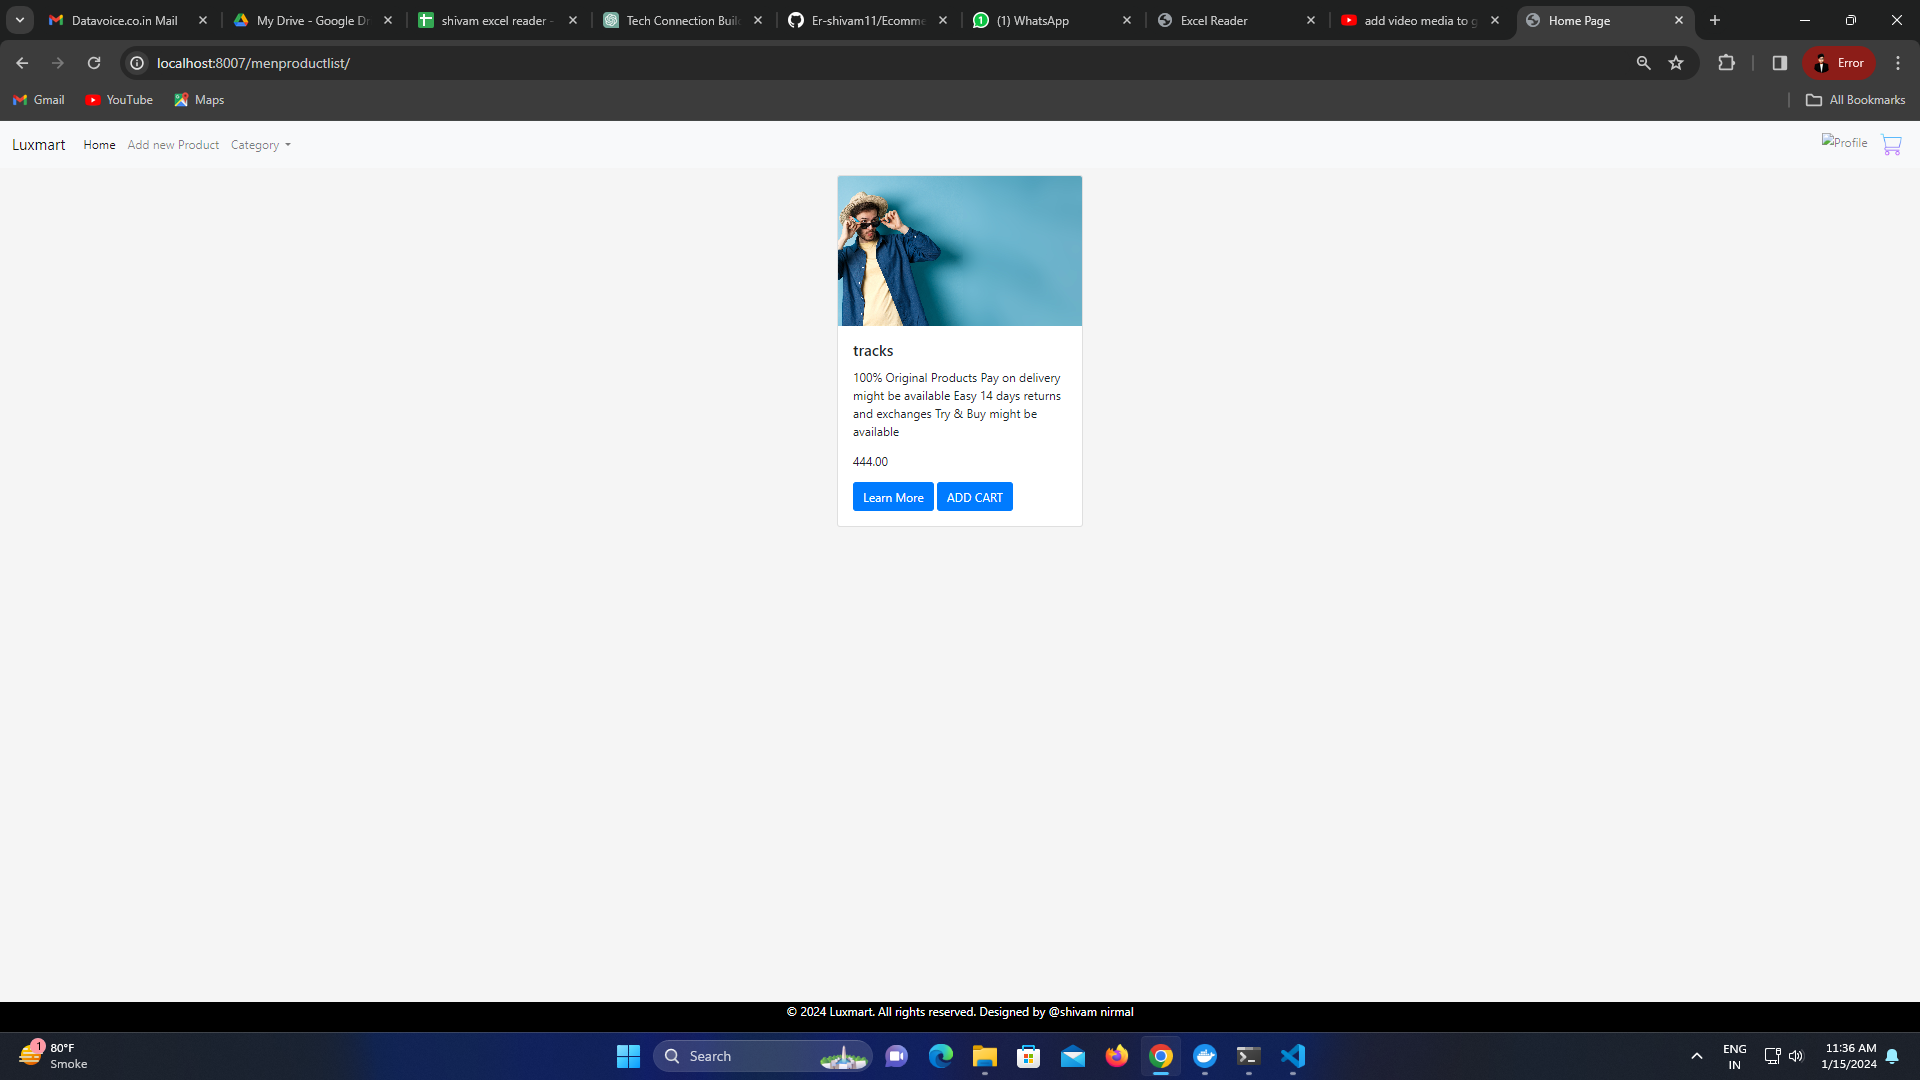 Datavoice.co.in Mail
My Drive - Google Dr
shivam excel reader -
Tech Connection Buil
Er-shivam11/Ecomme
(1) WhatsApp
Excel Reader
add video media to g
Home Page
localhost:8007/menproductlist/
Error
Gmail
YouTube
Maps
All Bookmarks
Luxmart
Home
Add new Product
Category
Profile
tracks
100% Original Products Pay on delivery
might be available Easy 14 days returns
and exchanges Try & Buy might be
available
444.00
Learn More
ADD CART
© 2024 Luxmart. All rights reserved. Designed by @shivam nirmal
1
80°F
Smoke
Search
ENG
IN
11:36 AM
1/15/2024